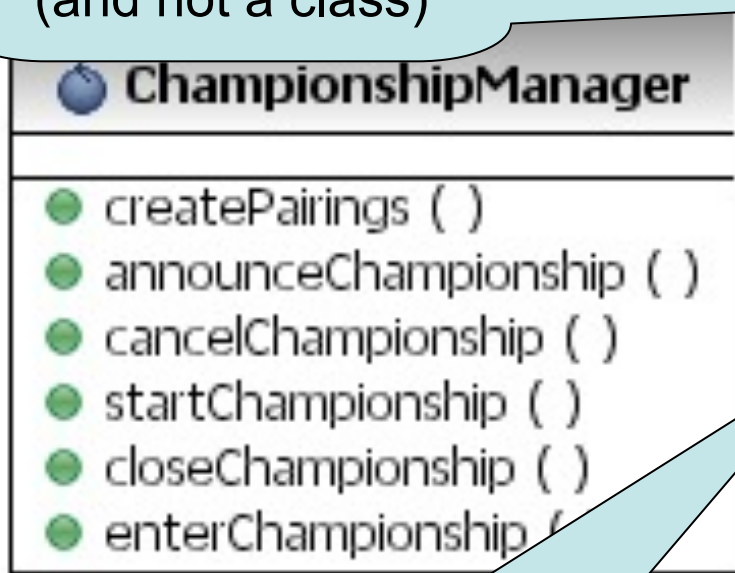 (and not a class)
ChampionshipManager
createPairings ( )
announceChampionship ( )
cancelChampionship ( )
startChampionship ( )
closeChampionship ( )
enterChampionship (